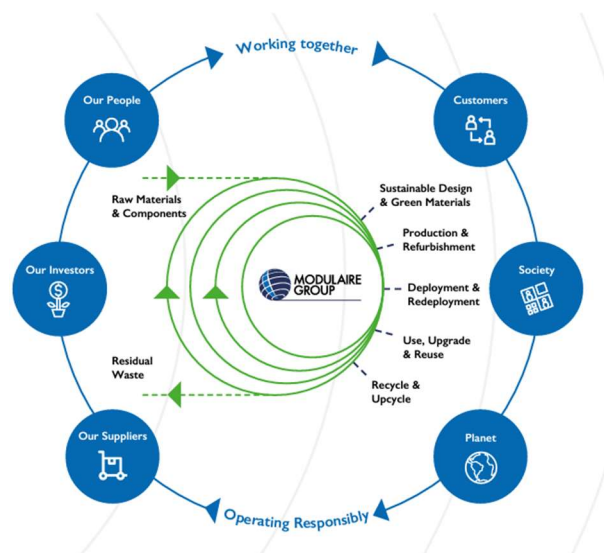 Working together
Our People
Customers
Raw Materials
& Components
Sustainable Design
& Green Materials
Production &
Refurbishment
Our Investors
MODULAIRE
GROUP
Deployment &
Redeployment
Society
Use, Upgrade
& Reuse
Residual
Waste
Recycle &
Upcycle
Our Suppliers
Planet
Operating Responsibly